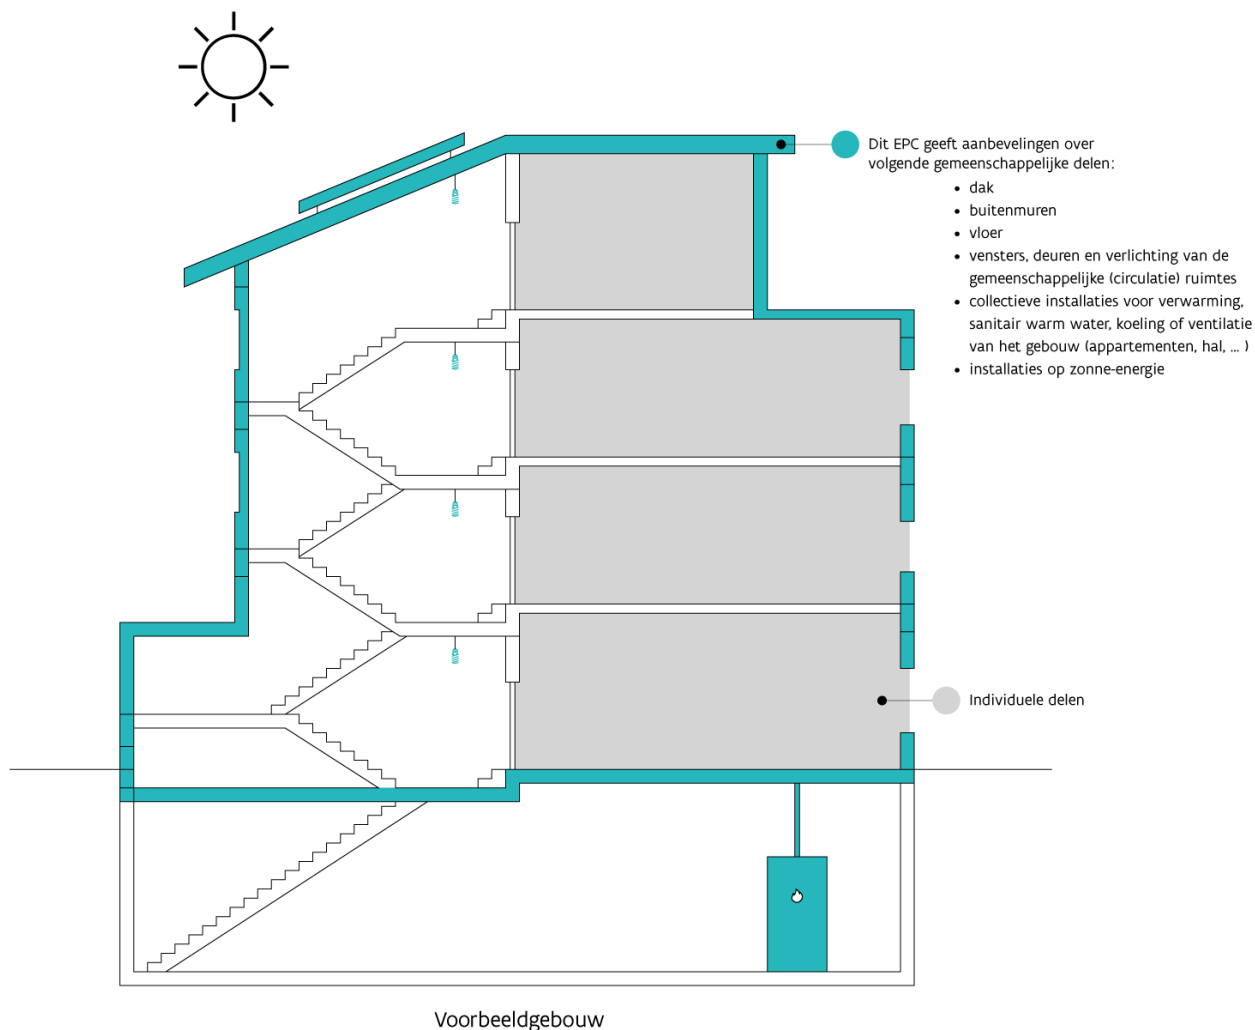 Dit EPC geeft aanbevelingen over
volgende gemeenschappelijke delen:
• dak
• buitenmuren
• vloer
• vensters, deuren en verlichting van de
gemeenschappelijke (circulatie) ruimtes
• collectieve installaties voor verwarming,
sanitair warm water, koeling of ventilatie
van het gebouw (appartementen, hal, ... )
• installaties op zonne-energie
Individuele delen
Voorbeeldgebouw